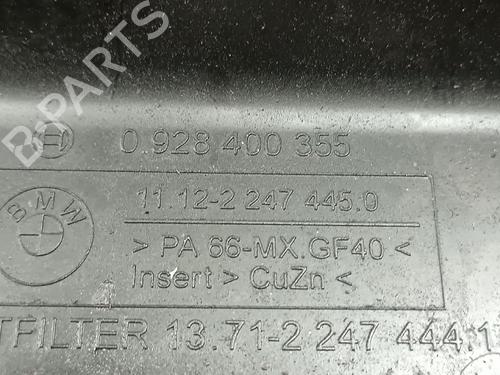 B-PARTS
0.928 400 355
BMW
11.12-2 247 445.0
> PA 66-MX.GF40 <
Insert > CuZn <
TFILTER 13.71-2 247 444.1